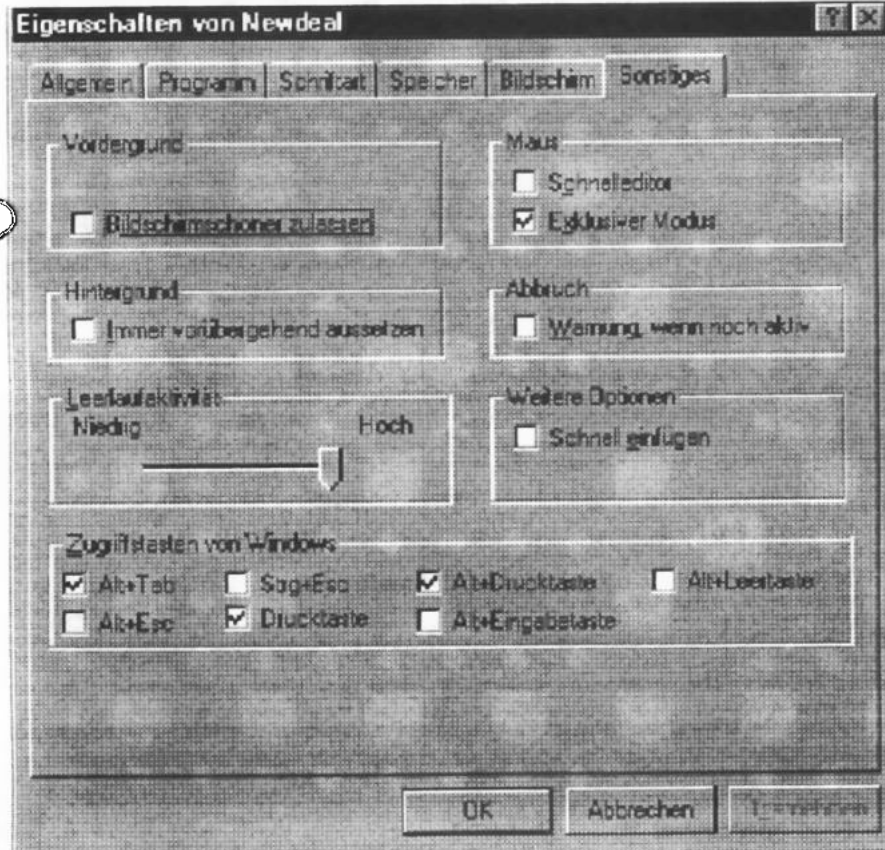 Eigenschaften von Newdeal
Allgemein Programm Schriftart Speicher Bildschirm Sonstiges
Vordergrund
Bildschirmschoner zulassen
Maus
Schnelleditor
Exklusiver Modus
Hintergrund
Immer vorübergehend aussetzen
Abbruch
Warnung, wenn noch aktiv
Leerlaufaktivität
Niedrig Hoch
Weitere Optionen
Schnell einfügen
Zugriffstasten von Windows
Alt+Tab Strg+Esc Alt+Drucktaste Alt+Leertaste
Alt+Esc Drucktaste Alt+Eingabetaste
OK Abbrechen Übernehmen